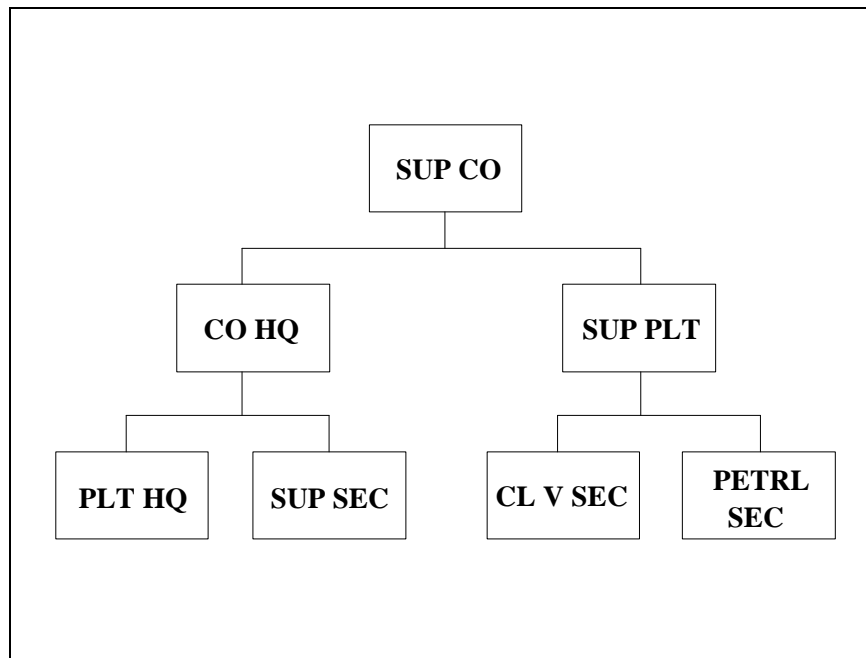 SUP CO
CO HQ
SUP PLT
PLT HQ
SUP SEC
CL V SEC
PETRL
SEC